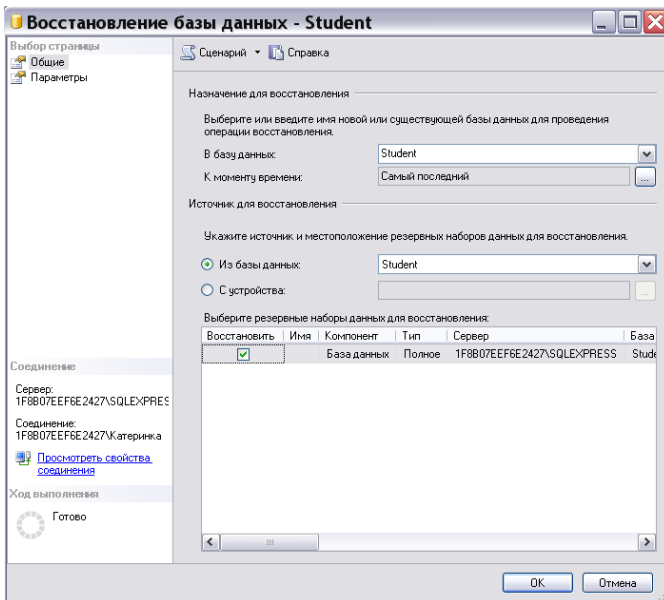 Восстановление базы данных - Student
Выбор страницы
Общие
Параметры
Сценарий
Справка
Назначение для восстановления
Выберите или введите имя новой или существующей базы данных для проведения
операции восстановления.
В базу данных:
Student
К моменту времени:
Самый последний
...
Источник для восстановления
Укажите источник и местоположение резервных наборов данных для восстановления.
Из базы данных:
Student
С устройства:
...
Выберите резервные наборы данных для восстановления:
Восстановить Имя Компонент Тип Сервер База
База данных Полное 1F8B07EEF6E2427\SQLEXPRESS Stude
Соединение
Сервер:
1F8B07EEF6E2427\SQLEXPRES
Соединение:
1F8B07EEF6E2427\Катеринка
Просмотреть свойства
соединения
Ход выполнения
Готово
OK
Отмена